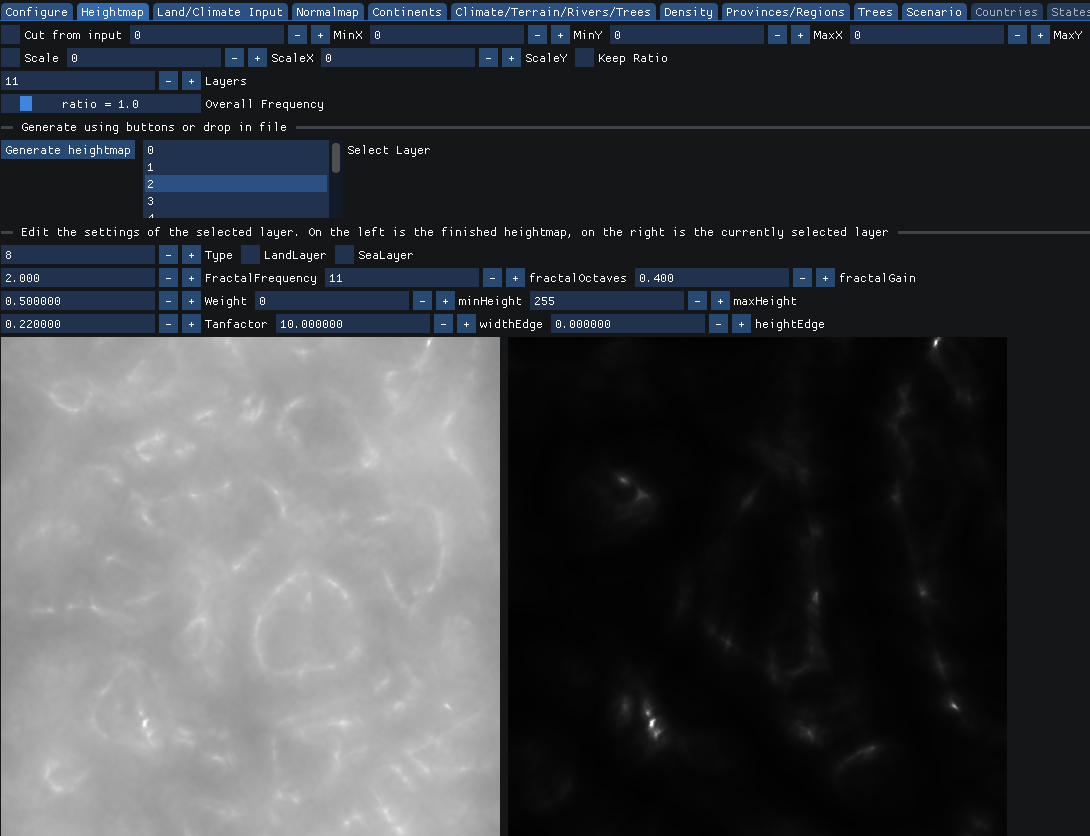 Configure Heightmap Land/Climate Input Normalmap Continents Climate/Terrain/Rivers/Trees Density Provinces/Regions Trees Scenario Countries States
Cut from input 0 - + MinX 0 - + MinY 0 - + MaxX 0 - + MaxY
Scale 0 - + ScaleX 0 - + ScaleY Keep Ratio
11 - + Layers
ratio = 1.0 Overall Frequency
Generate using buttons or drop in file
Generate heightmap 0 Select Layer
1
2
3
4
Edit the settings of the selected layer. On the left is the finished heightmap, on the right is the currently selected layer
8 - + Type LandLayer SeaLayer
2.000 - + FractalFrequency 11 - + fractalOctaves 0.400 - + fractalGain
0.500000 - + Weight 0 - + minHeight 255 - + maxHeight
0.220000 - + Tanfactor 10.000000 - + widthEdge 0.000000 - + heightEdge